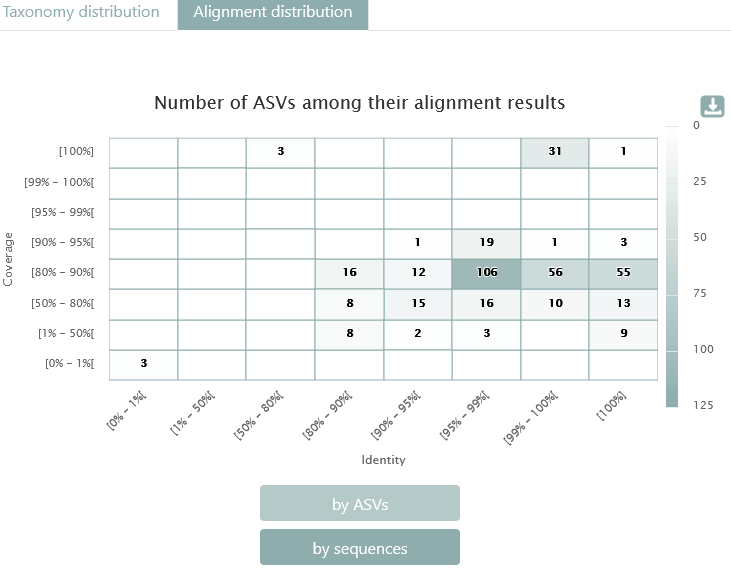 Taxonomy distribution Alignment distribution
Number of ASVs among their alignment results
[100%] 3 31 1
[99% - 100%[
[95% - 99%[
[90% - 95%[ 1 19 1 3
[80% - 90%[ 16 12 106 56 55
[50% - 80%[ 8 15 16 10 13
[1% - 50%[ 8 2 3 9
[0% - 1%[ 3
Coverage
[0% - 1%[ [1% - 50%[ [50% - 80%[ [80% - 90%[ [90% - 95%[ [95% - 99%[ [99% - 100%[ [100%]
Identity
0
25
50
75
100
125
by ASVs
by sequences